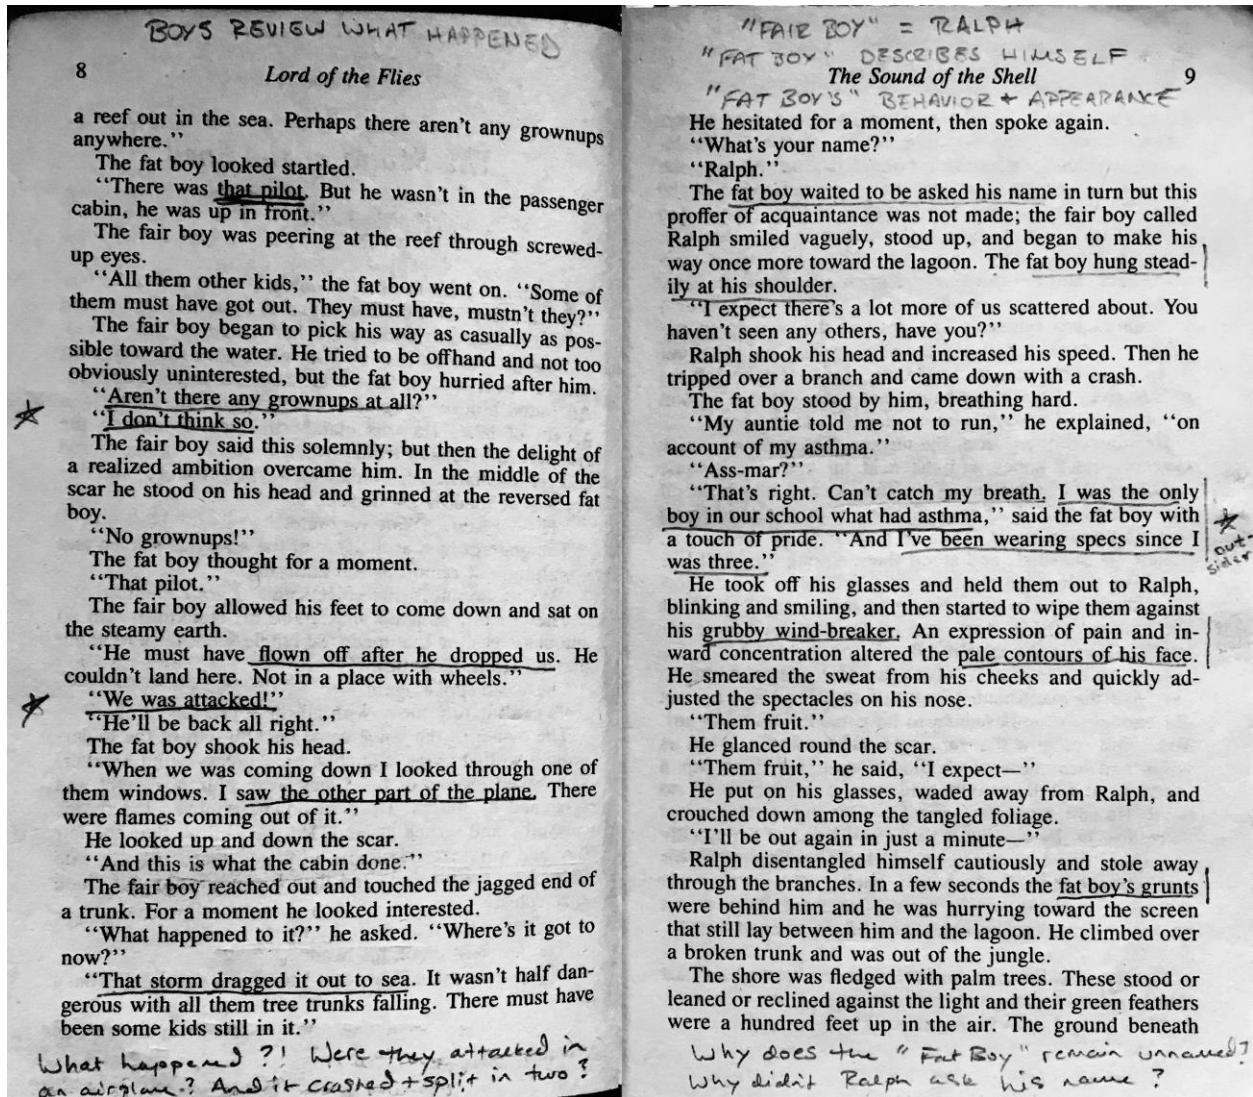 BOYS REVIEW WHAT HAPPENED
8 Lord of the Flies
a reef out in the sea. Perhaps there aren't any grownups
anywhere.''
The fat boy looked startled.
"There was that pilot. But he wasn't in the passenger
cabin, he was up in front.''
The fair boy was peering at the reef through screwed-
up eyes.
"All them other kids,'' the fat boy went on. "Some of
them must have got out. They must have, mustn't they?''
The fair boy began to pick his way as casually as pos-
sible toward the water. He tried to be offhand and not too
obviously uninterested, but the fat boy hurried after him.
"Aren't there any grownups at all?''
"I don't think so.''
The fair boy said this solemnly; but then the delight of
a realized ambition overcame him. In the middle of the
scar he stood on his head and grinned at the reversed fat
boy.
"No grownups!''
The fat boy thought for a moment.
"That pilot.''
The fair boy allowed his feet to come down and sat on
the steamy earth.
"He must have flown off after he dropped us. He
couldn't land here. Not in a place with wheels.''
"We was attacked!''
"He'll be back all right.''
The fat boy shook his head.
"When we was coming down I looked through one of
them windows. I saw the other part of the plane. There
were flames coming out of it.''
He looked up and down the scar.
"And this is what the cabin done.''
The fair boy reached out and touched the jagged end of
a trunk. For a moment he looked interested.
"What happened to it?'' he asked. "Where's it got to
now?''
"That storm dragged it out to sea. It wasn't half dan-
gerous with all them tree trunks falling. There must have
been some kids still in it.''
What happened?! Were they attacked in
an airplane? And it crashed + split in two?
"FAIR BOY" = RALPH
"FAT BOY" DESCRIBES HIMSELF
The Sound of the Shell 9
"FAT BOY'S" BEHAVIOR + APPEARANCE
He hesitated for a moment, then spoke again.
"What's your name?''
"Ralph.''
The fat boy waited to be asked his name in turn but this
proffer of acquaintance was not made; the fair boy called
Ralph smiled vaguely, stood up, and began to make his
way once more toward the lagoon. The fat boy hung stead-
ily at his shoulder.
"I expect there's a lot more of us scattered about. You
haven't seen any others, have you?''
Ralph shook his head and increased his speed. Then he
tripped over a branch and came down with a crash.
The fat boy stood by him, breathing hard.
"My auntie told me not to run,'' he explained, "on
account of my asthma.''
"Ass-mar?''
"That's right. Can't catch my breath. I was the only
boy in our school what had asthma,'' said the fat boy with
a touch of pride. "And I've been wearing specs since I
was three.''
out-
sider
He took off his glasses and held them out to Ralph,
blinking and smiling, and then started to wipe them against
his grubby wind-breaker. An expression of pain and in-
ward concentration altered the pale contours of his face.
He smeared the sweat from his cheeks and quickly ad-
justed the spectacles on his nose.
"Them fruit.''
He glanced round the scar.
"Them fruit,'' he said, "I expect—''
He put on his glasses, waded away from Ralph, and
crouched down among the tangled foliage.
"I'll be out again in just a minute—''
Ralph disentangled himself cautiously and stole away
through the branches. In a few seconds the fat boy's grunts
were behind him and he was hurrying toward the screen
that still lay between him and the lagoon. He climbed over
a broken trunk and was out of the jungle.
The shore was fledged with palm trees. These stood or
leaned or reclined against the light and their green feathers
were a hundred feet up in the air. The ground beneath
Why does the "Fat Boy" remain unnamed?
Why didn't Ralph ask his name?